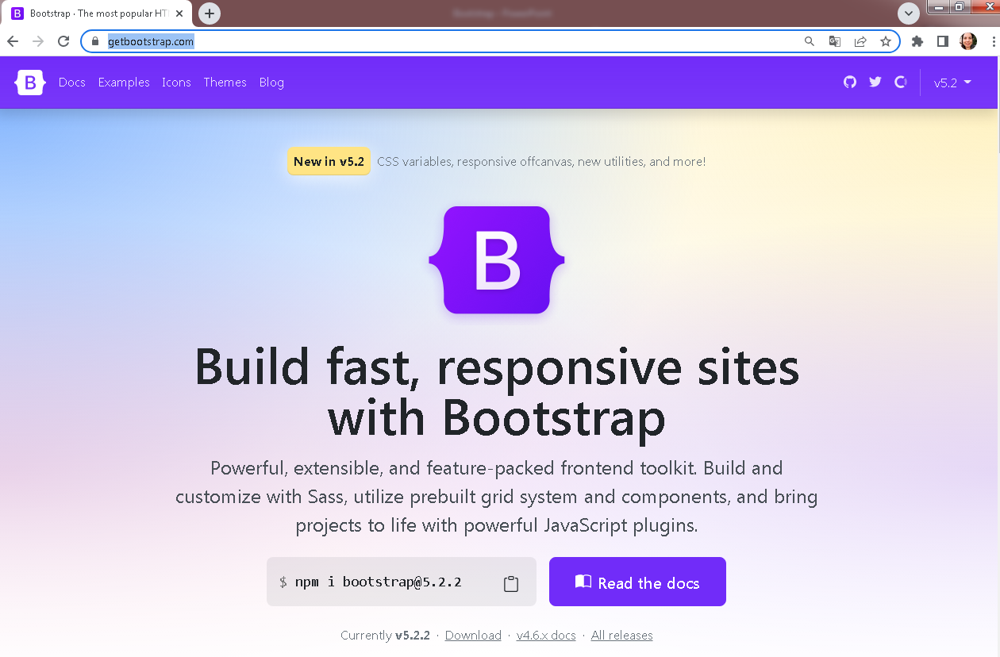 Bootstrap · The most popular HT
getbootstrap.com
B Docs Examples Icons Themes Blog v5.2
New in v5.2 CSS variables, responsive offcanvas, new utilities, and more!
B
Build fast, responsive sites
with Bootstrap
Powerful, extensible, and feature-packed frontend toolkit. Build and
customize with Sass, utilize prebuilt grid system and components, and bring
projects to life with powerful JavaScript plugins.
$ npm i bootstrap@5.2.2 Read the docs
Currently v5.2.2 · Download · v4.6.x docs · All releases